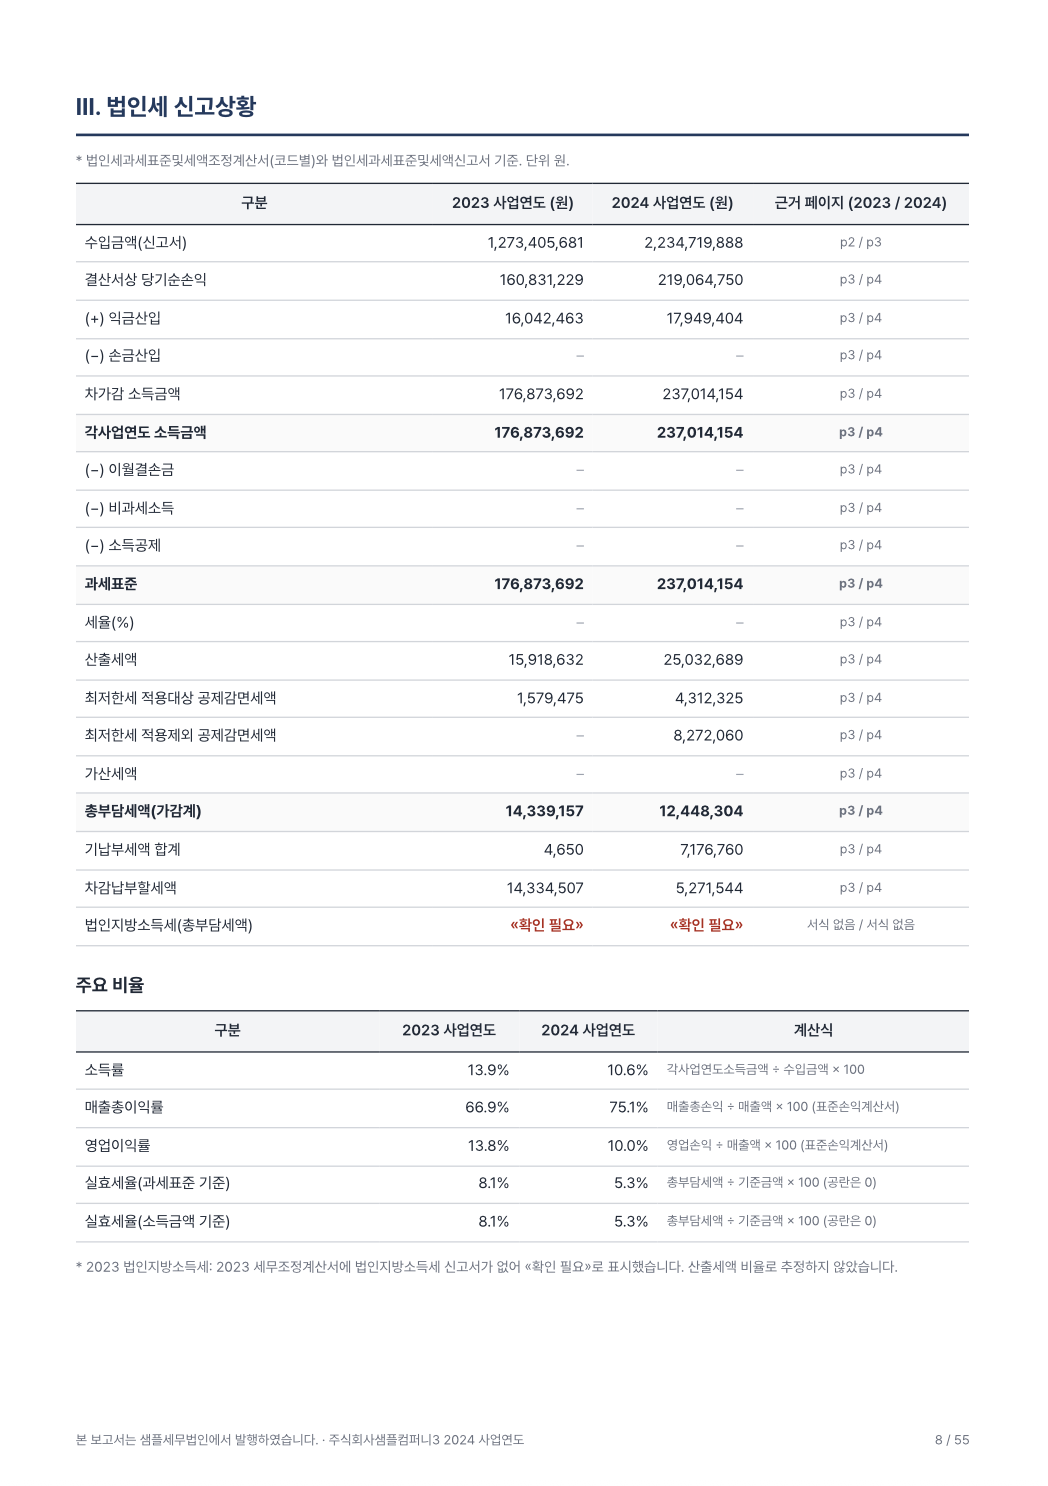 III. 법인세 신고상황
* 법인세과세표준및세액조정계산서(코드별)와 법인세과세표준및세액신고서 기준. 단위 원.
구분 2023 사업연도 (원) 2024 사업연도 (원) 근거 페이지 (2023 / 2024)
수입금액(신고서) 1,273,405,681 2,234,719,888 p2 / p3
결산서상 당기순손익 160,831,229 219,064,750 p3 / p4
(+) 익금산입 16,042,463 17,949,404 p3 / p4
(−) 손금산입 – – p3 / p4
차가감 소득금액 176,873,692 237,014,154 p3 / p4
각사업연도 소득금액 176,873,692 237,014,154 p3 / p4
(−) 이월결손금 – – p3 / p4
(−) 비과세소득 – – p3 / p4
(−) 소득공제 – – p3 / p4
과세표준 176,873,692 237,014,154 p3 / p4
세율(%) – – p3 / p4
산출세액 15,918,632 25,032,689 p3 / p4
최저한세 적용대상 공제감면세액 1,579,475 4,312,325 p3 / p4
최저한세 적용제외 공제감면세액 – 8,272,060 p3 / p4
가산세액 – – p3 / p4
총부담세액(가감계) 14,339,157 12,448,304 p3 / p4
기납부세액 합계 4,650 7,176,760 p3 / p4
차감납부할세액 14,334,507 5,271,544 p3 / p4
법인지방소득세(총부담세액) «확인 필요» «확인 필요» 서식 없음 / 서식 없음
주요 비율
구분 2023 사업연도 2024 사업연도 계산식
소득률 13.9% 10.6% 각사업연도소득금액 ÷ 수입금액 × 100
매출총이익률 66.9% 75.1% 매출총손익 ÷ 매출액 × 100 (표준손익계산서)
영업이익률 13.8% 10.0% 영업손익 ÷ 매출액 × 100 (표준손익계산서)
실효세율(과세표준 기준) 8.1% 5.3% 총부담세액 ÷ 기준금액 × 100 (공란은 0)
실효세율(소득금액 기준) 8.1% 5.3% 총부담세액 ÷ 기준금액 × 100 (공란은 0)
* 2023 법인지방소득세: 2023 세무조정계산서에 법인지방소득세 신고서가 없어 «확인 필요»로 표시했습니다. 산출세액 비율로 추정하지 않았습니다.
본 보고서는 샘플세무법인에서 발행하였습니다. · 주식회사샘플컴퍼니3 2024 사업연도 8 / 55